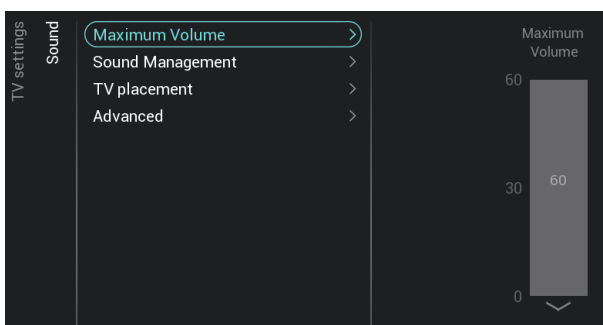 TV settings
Sound
Maximum Volume
Sound Management
TV placement
Advanced
Maximum
Volume
60
60
30
0